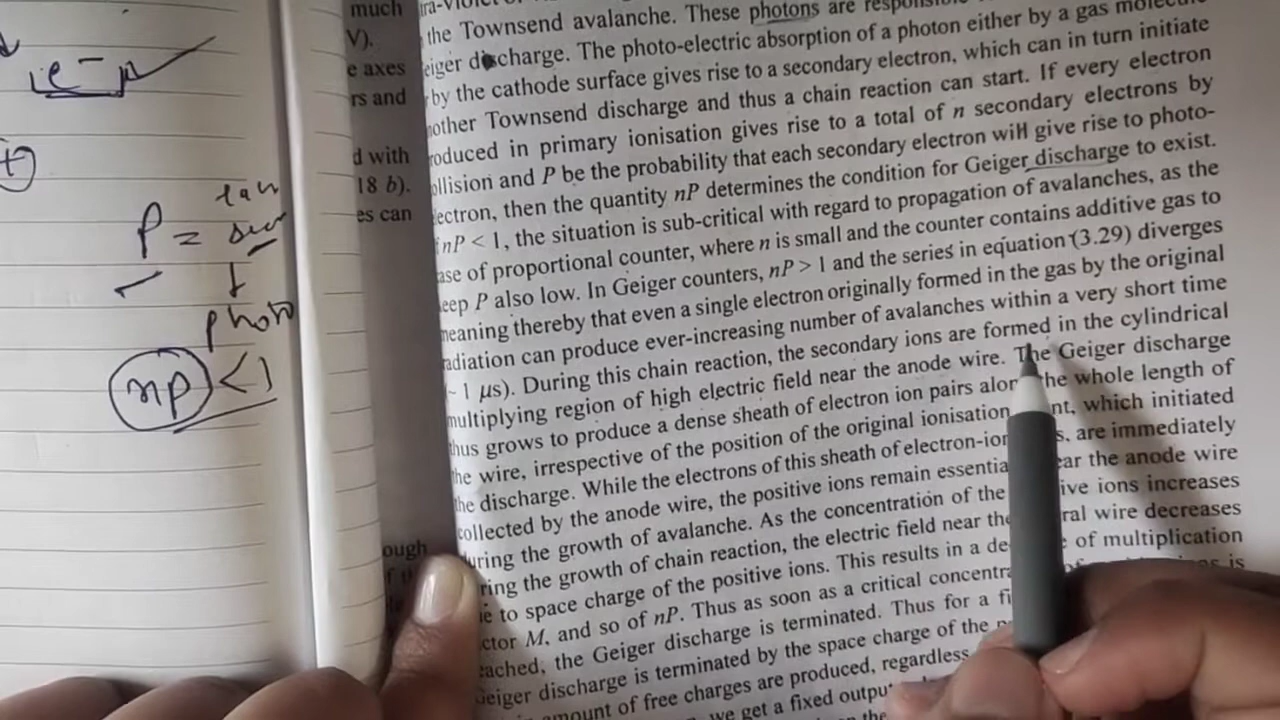 e-
+
P =
photo
np < 1
much
V).
e axes
rs and
d with
18 b).
es can
ough
the Townsend avalanche. These photons are
eiger discharge. The photo-electric absorption of a photon either by a gas
by the cathode surface gives rise to a secondary electron, which can in turn initiate
other Townsend discharge and thus a chain reaction can start. If every electron
roduced in primary ionisation gives rise to a total of n secondary electrons by
ollision and P be the probability that each secondary electron will give rise to photo-
ectron, then the quantity nP determines the condition for Geiger discharge to exist.
nP < 1, the situation is sub-critical with regard to propagation of avalanches, as the
ase of proportional counter, where n is small and the counter contains additive gas to
eep P also low. In Geiger counters, nP > 1 and the series in equation (3.29) diverges
meaning thereby that even a single electron originally formed in the gas by the original
adiation can produce ever-increasing number of avalanches within a very short time
~ 1 μs). During this chain reaction, the secondary ions are formed in the cylindrical
multiplying region of high electric field near the anode wire. The Geiger discharge
thus grows to produce a dense sheath of electron ion pairs along the whole length of
he wire, irrespective of the position of the original ionisation nt, which initiated
the discharge. While the electrons of this sheath of electron-ion s. are immediately
collected by the anode wire, the positive ions remain essentia ear the anode wire
uring the growth of avalanche. As the concentration of the ive ions increases
ring the growth of chain reaction, the electric field near the ral wire decreases
e to space charge of the positive ions. This results in a de of multiplication
ctor M, and so of nP. Thus as soon as a critical concentra
eached, the Geiger discharge is terminated. Thus for a fi
Geiger discharge is terminated by the space charge of the
amount of free charges are produced, regardless
we get a fixed output